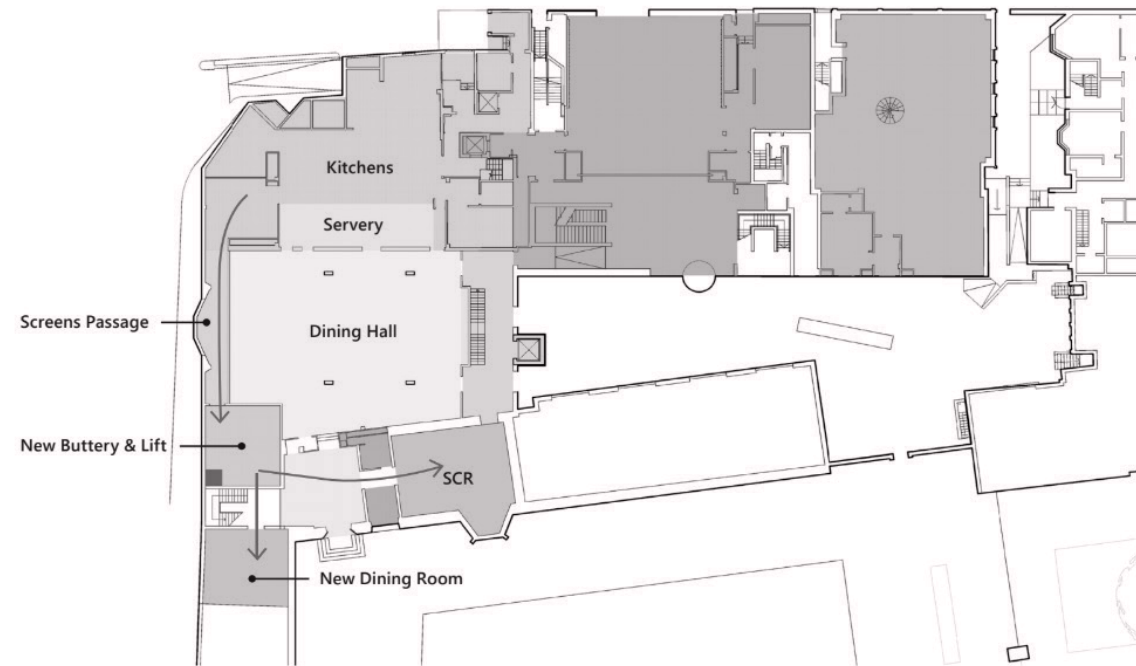 Kitchens
Servery
Screens Passage
Dining Hall
New Buttery & Lift
SCR
New Dining Room